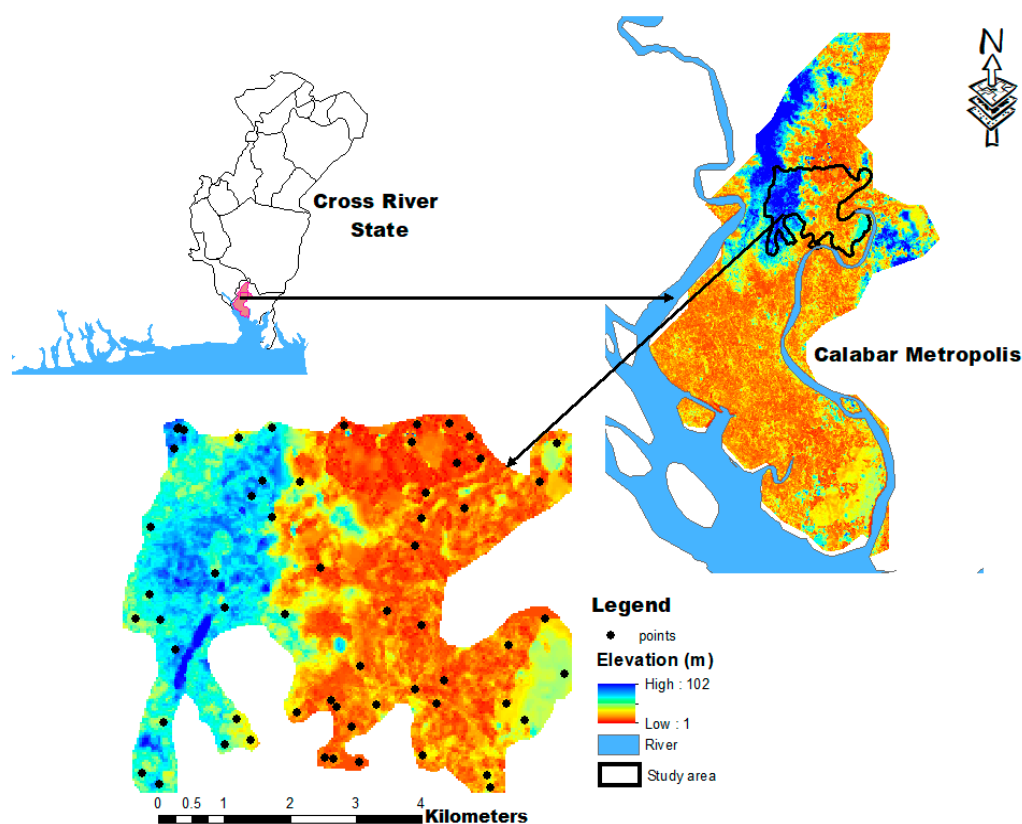 N
Cross River
State
Calabar Metropolis
Legend
points
Elevation (m)
High : 102
Low : 1
River
Study area
0 0.5 1 2 3 4
Kilometers